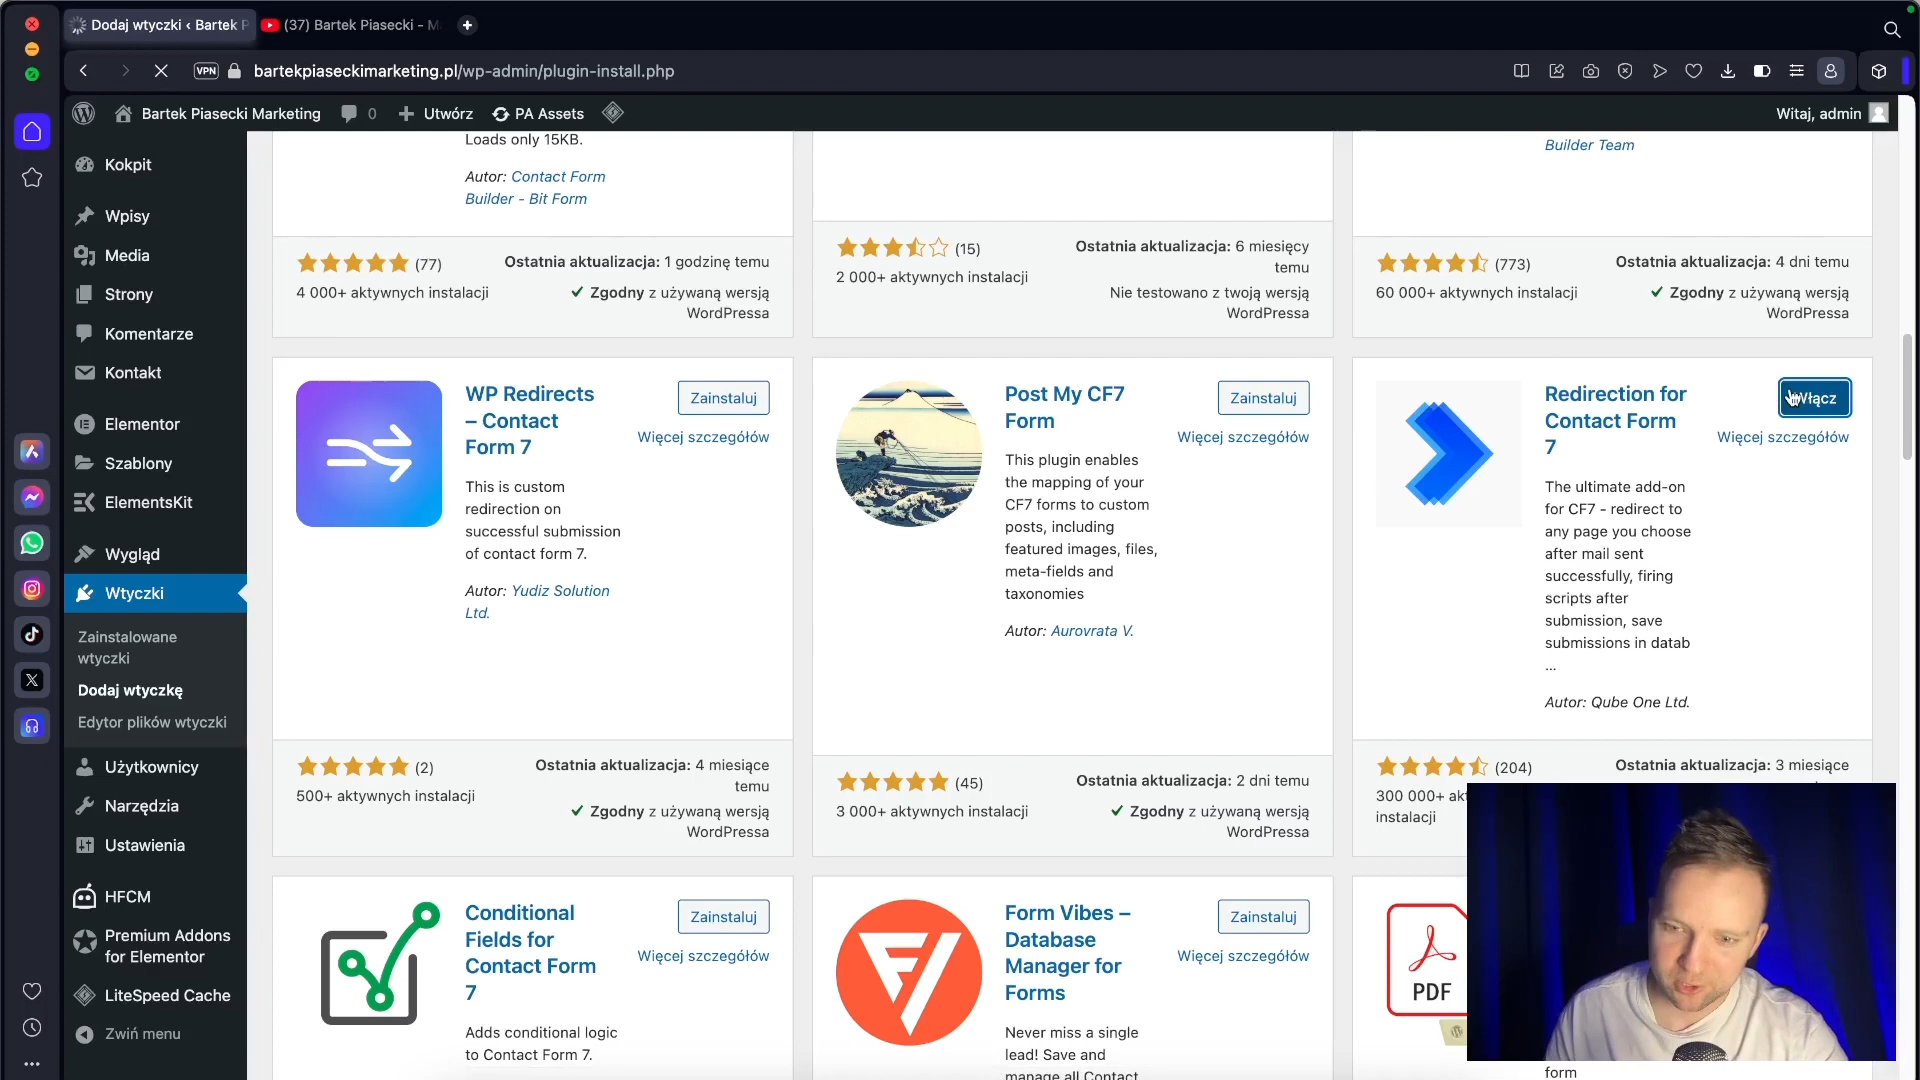 Dodaj wtyczki ‹ Bartek P
(37) Bartek Piasecki - M
VPN
bartekpiaseckimarketing.pl/wp-admin/plugin-install.php
Bartek Piasecki Marketing
0
Utwórz
PA Assets
Witaj, admin
Kokpit
Wpisy
Media
Strony
Komentarze
Kontakt
Elementor
Szablony
ElementsKit
Wygląd
Wtyczki
Zainstalowane
wtyczki
Dodaj wtyczkę
Edytor plików wtyczki
Użytkownicy
Narzędzia
Ustawienia
HFCM
Premium Addons
for Elementor
LiteSpeed Cache
Zwiń menu
Loads only 15KB.
Autor: Contact Form
Builder - Bit Form
(77)
4 000+ aktywnych instalacji
Ostatnia aktualizacja: 1 godzinę temu
Zgodny z używaną wersją
WordPressa
(15)
2 000+ aktywnych instalacji
Ostatnia aktualizacja: 6 miesięcy
temu
Nie testowano z twoją wersją
WordPressa
Builder Team
(773)
60 000+ aktywnych instalacji
Ostatnia aktualizacja: 4 dni temu
Zgodny z używaną wersją
WordPressa
WP Redirects
– Contact
Form 7
Zainstaluj
Więcej szczegółów
This is custom
redirection on
successful submission
of contact form 7.
Autor: Yudiz Solution
Ltd.
(2)
500+ aktywnych instalacji
Ostatnia aktualizacja: 4 miesiące
temu
Zgodny z używaną wersją
WordPressa
Post My CF7
Form
Zainstaluj
Więcej szczegółów
This plugin enables
the mapping of your
CF7 forms to custom
posts, including
featured images, files,
meta-fields and
taxonomies
Autor: Aurovrata V.
(45)
3 000+ aktywnych instalacji
Ostatnia aktualizacja: 2 dni temu
Zgodny z używaną wersją
WordPressa
Redirection for
Contact Form
7
Włącz
Więcej szczegółów
The ultimate add-on
for CF7 - redirect to
any page you choose
after mail sent
successfully, firing
scripts after
submission, save
submissions in datab
...
Autor: Qube One Ltd.
(204)
300 000+ ak
instalacji
Ostatnia aktualizacja: 3 miesiące
Conditional
Fields for
Contact Form
7
Zainstaluj
Więcej szczegółów
Adds conditional logic
to Contact Form 7.
Form Vibes –
Database
Manager for
Forms
Zainstaluj
Więcej szczegółów
Never miss a single
lead! Save and
manage all Contact
PDF
form